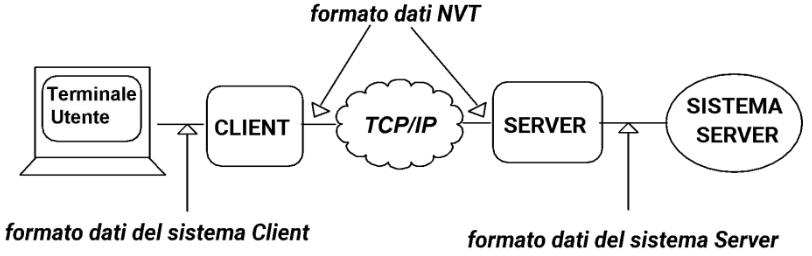 formato dati NVT
Terminale
Utente
CLIENT
TCP/IP
SERVER
SISTEMA
SERVER
formato dati del sistema Client
formato dati del sistema Server